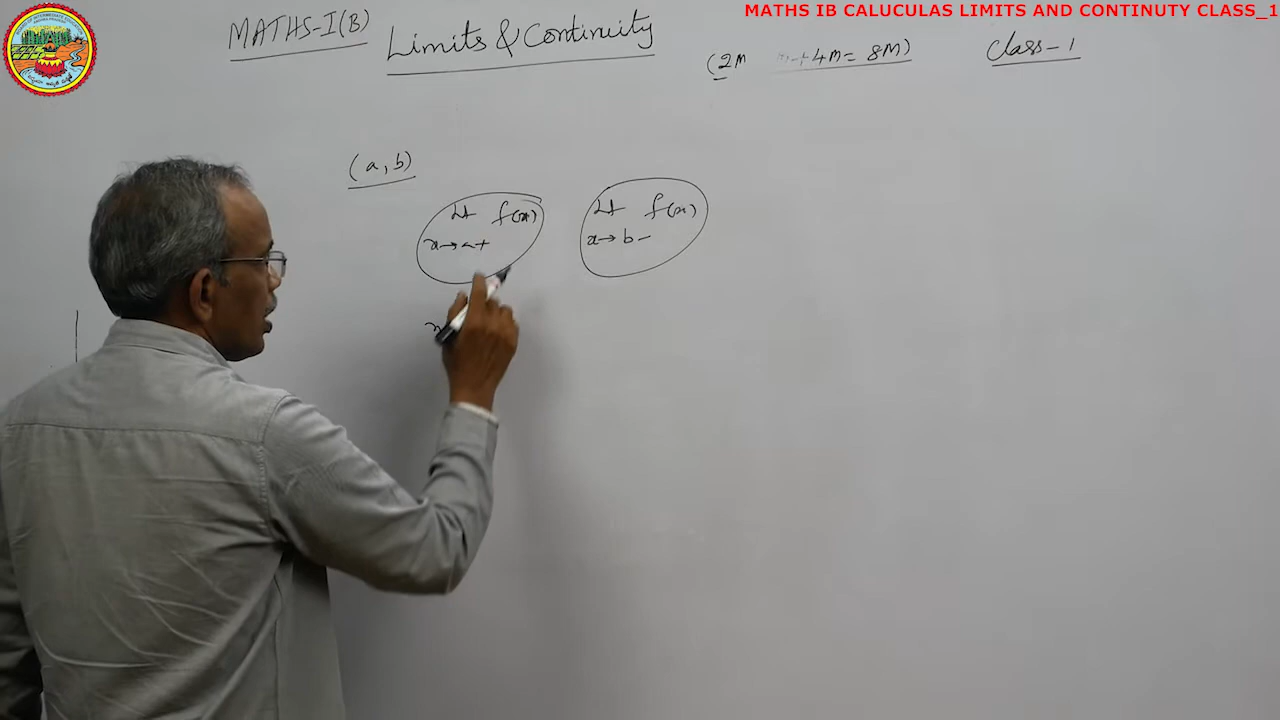 MATHS IB CALUCULAS LIMITS AND CONTINUTY CLASS_1
MATHS-I(B) Limits & Continuity
(2M +4M = 8M) Class-1
(a, b)
Lt f(x) Lt f(x)
x→a+ x→b-
x